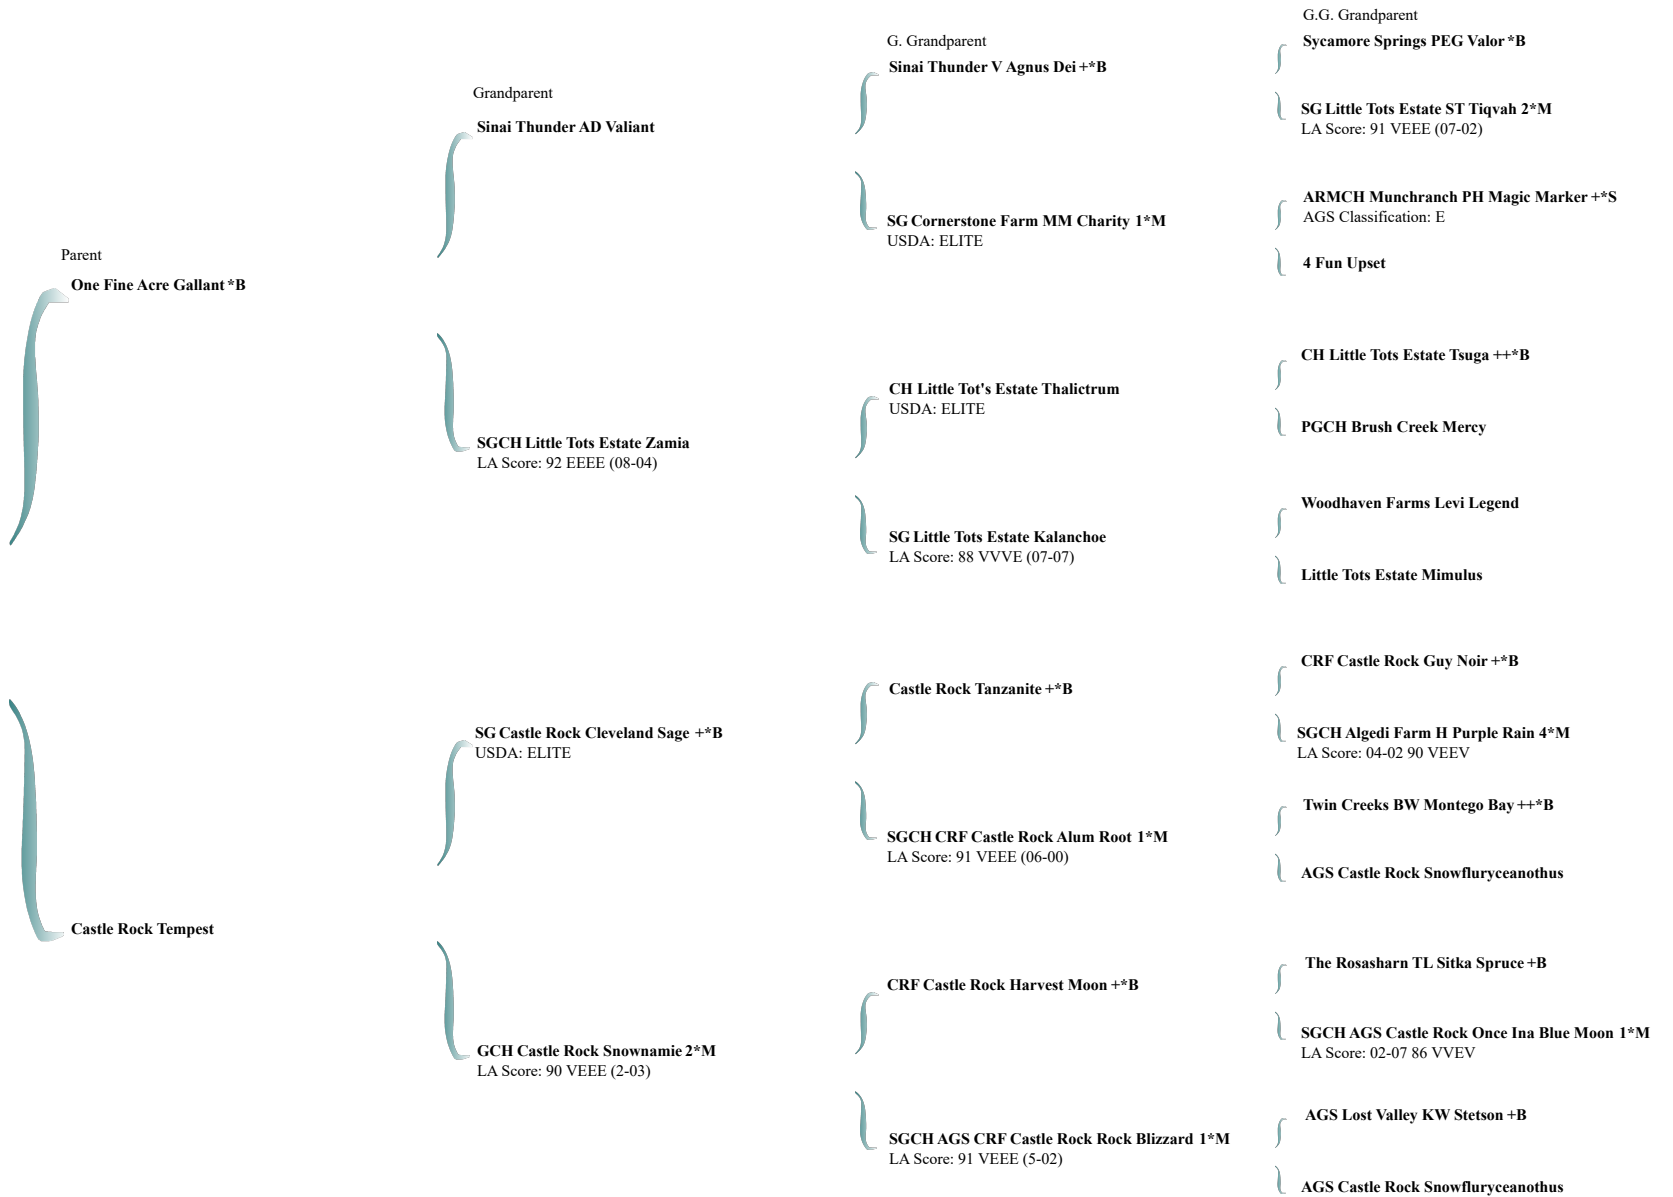 Parent
One Fine Acre Gallant *B
Castle Rock Tempest
Grandparent
Sinai Thunder AD Valiant
SGCH Little Tots Estate Zamia
LA Score: 92 EEEE (08-04)
SG Castle Rock Cleveland Sage +*B
USDA: ELITE
GCH Castle Rock Snownamie 2*M
LA Score: 90 VEEE (2-03)
G. Grandparent
Sinai Thunder V Agnus Dei +*B
SG Cornerstone Farm MM Charity 1*M
USDA: ELITE
CH Little Tot's Estate Thalictrum
USDA: ELITE
SG Little Tots Estate Kalanchoe
LA Score: 88 VVVE (07-07)
Castle Rock Tanzanite +*B
SGCH CRF Castle Rock Alum Root 1*M
LA Score: 91 VEEE (06-00)
CRF Castle Rock Harvest Moon +*B
SGCH AGS CRF Castle Rock Rock Blizzard 1*M
LA Score: 91 VEEE (5-02)
G.G. Grandparent
Sycamore Springs PEG Valor *B
SG Little Tots Estate ST Tiqvah 2*M
LA Score: 91 VEEE (07-02)
ARMCH Munchranch PH Magic Marker +*S
AGS Classification: E
4 Fun Upset
CH Little Tots Estate Tsuga ++*B
PGCH Brush Creek Mercy
Woodhaven Farms Levi Legend
Little Tots Estate Mimulus
CRF Castle Rock Guy Noir +*B
SGCH Algedi Farm H Purple Rain 4*M
LA Score: 04-02 90 VEEV
Twin Creeks BW Montego Bay ++*B
AGS Castle Rock Snowfluryceanothus
The Rosasharn TL Sitka Spruce +B
SGCH AGS Castle Rock Once Ina Blue Moon 1*M
LA Score: 02-07 86 VVEV
AGS Lost Valley KW Stetson +B
AGS Castle Rock Snowfluryceanothus